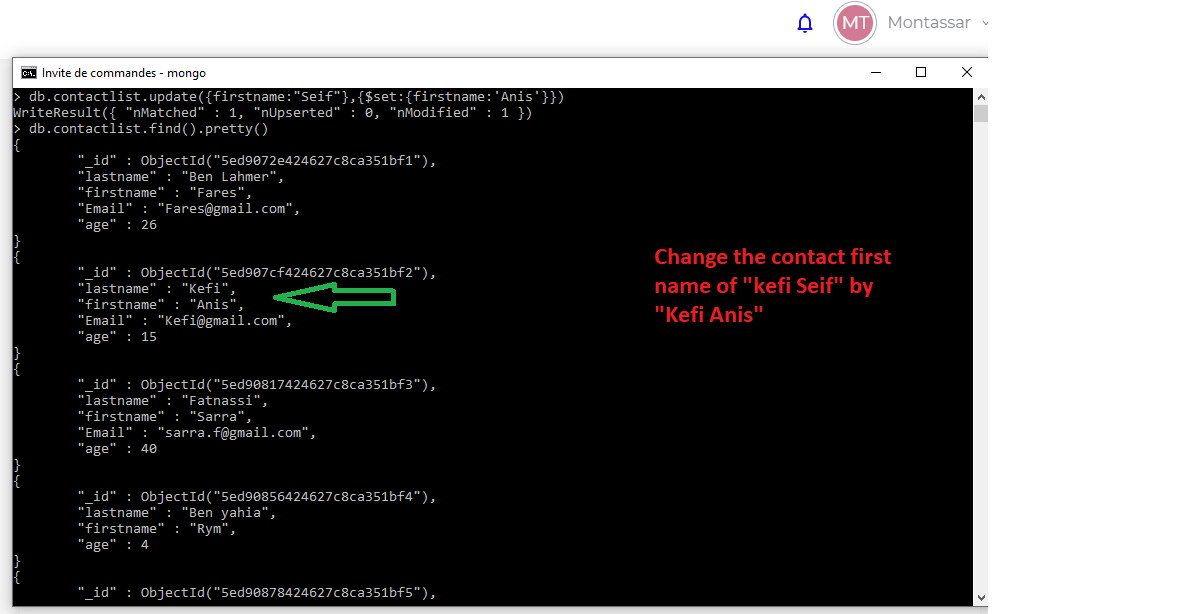 MT Montassar
Invite de commandes - mongo
> db.contactlist.update({firstname:"Seif"},{$set:{firstname:'Anis'}})
WriteResult({ "nMatched" : 1, "nUpserted" : 0, "nModified" : 1 })
> db.contactlist.find().pretty()
{
"_id" : ObjectId("5ed9072e424627c8ca351bf1"),
"lastname" : "Ben Lahmer",
"firstname" : "Fares",
"Email" : "Fares@gmail.com",
"age" : 26
}
{
"_id" : ObjectId("5ed907cf424627c8ca351bf2"),
"lastname" : "Kefi",
"firstname" : "Anis",
"Email" : "Kefi@gmail.com",
"age" : 15
}
{
"_id" : ObjectId("5ed90817424627c8ca351bf3"),
"lastname" : "Fatnassi",
"firstname" : "Sarra",
"Email" : "sarra.f@gmail.com",
"age" : 40
}
{
"_id" : ObjectId("5ed90856424627c8ca351bf4"),
"lastname" : "Ben yahia",
"firstname" : "Rym",
"age" : 4
}
{
"_id" : ObjectId("5ed90878424627c8ca351bf5"),
Change the contact first
name of "kefi Seif" by
"Kefi Anis"